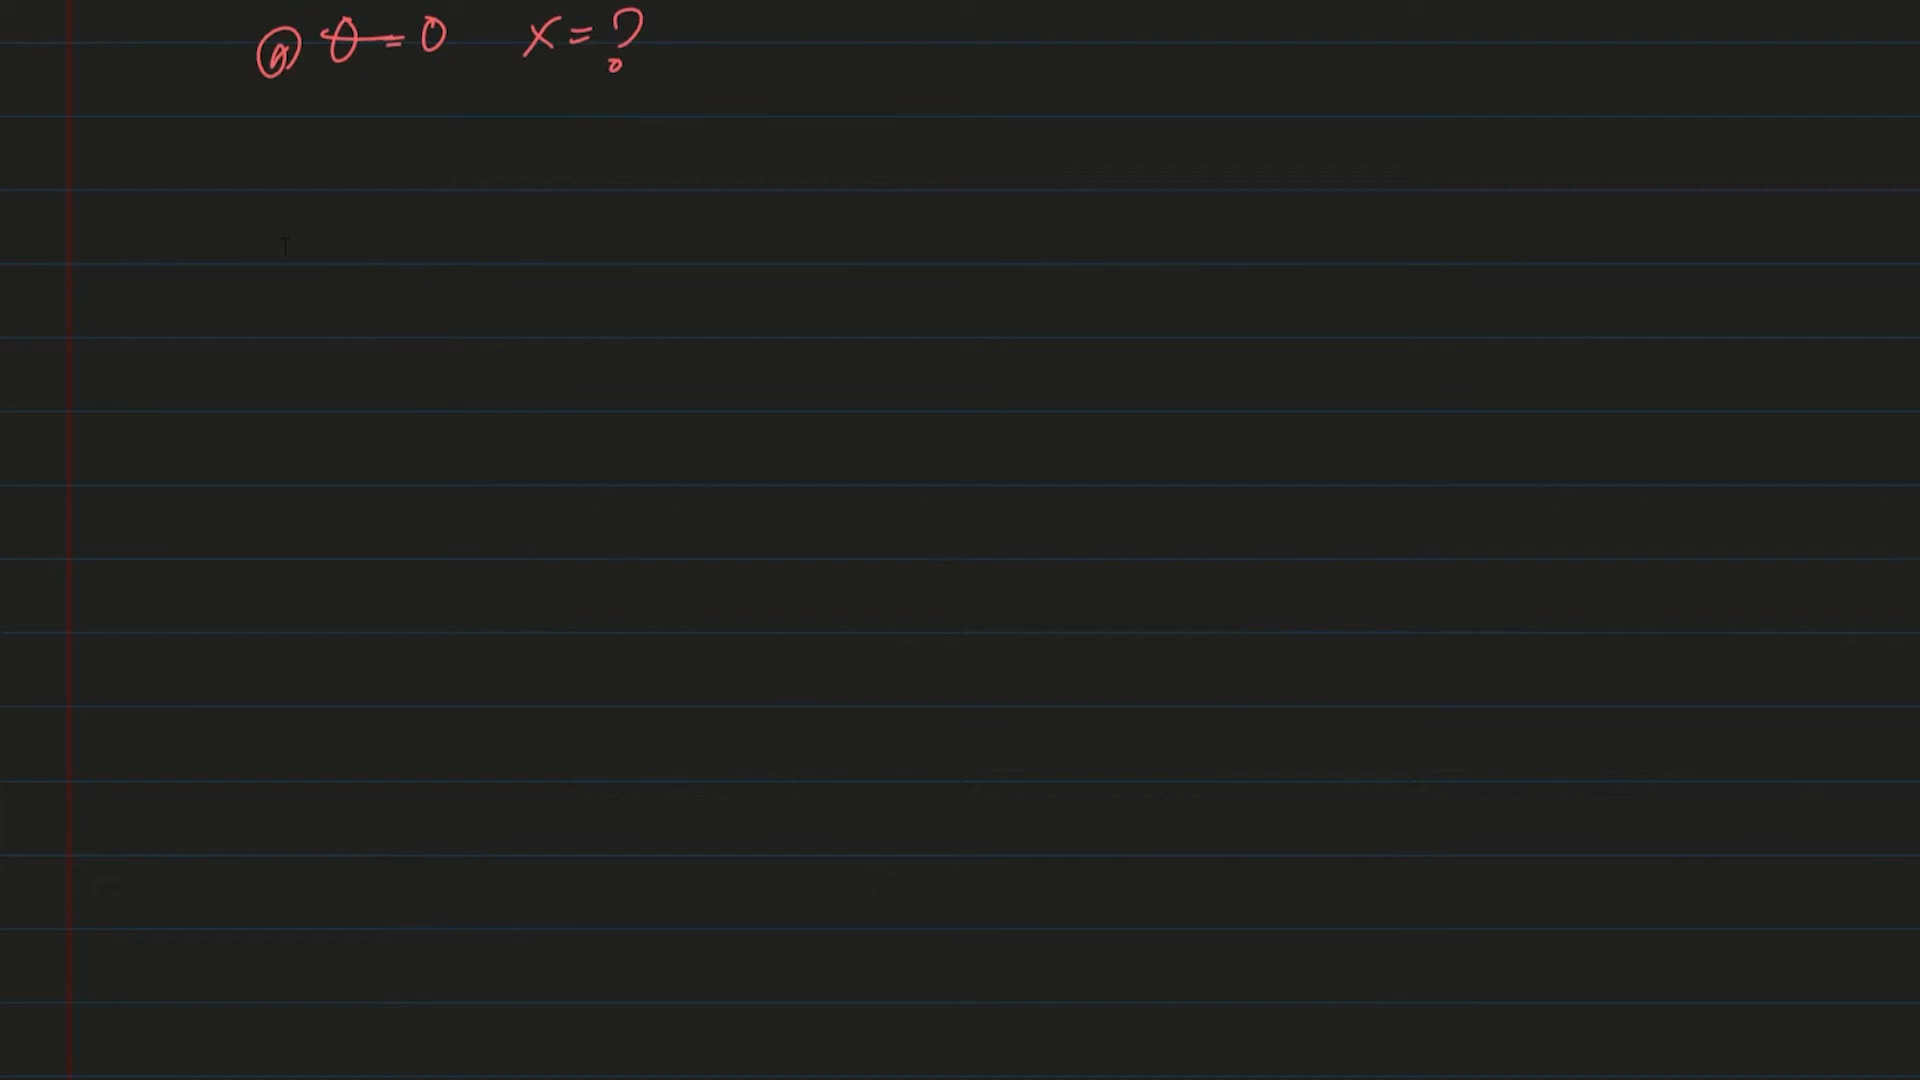 @ θ = 0 x = ?